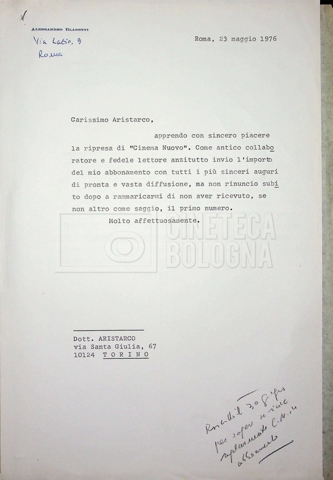 ALESSANDRO BLASETTI
Via Lazio, 9
Roma
Roma, 23 maggio 1976
Carissimo Aristarco,
apprendo con sincero piacere
la ripresa di "Cinema Nuovo". Come antico collabo
ratore e fedele lettore anzitutto invio l'importo
del mio abbonamento con tutti i più sinceri auguri
di pronta e vasta diffusione, ma non rinuncio subi
to dopo a rammaricarmi di non aver ricevuto, se
non altro come saggio, il primo numero.
Molto affettuosamente.
CINETECA
BOLOGNA
Dott. ARISTARCO
via Santa Giulia, 67
10124 TORINO
per sapere
abbonamento